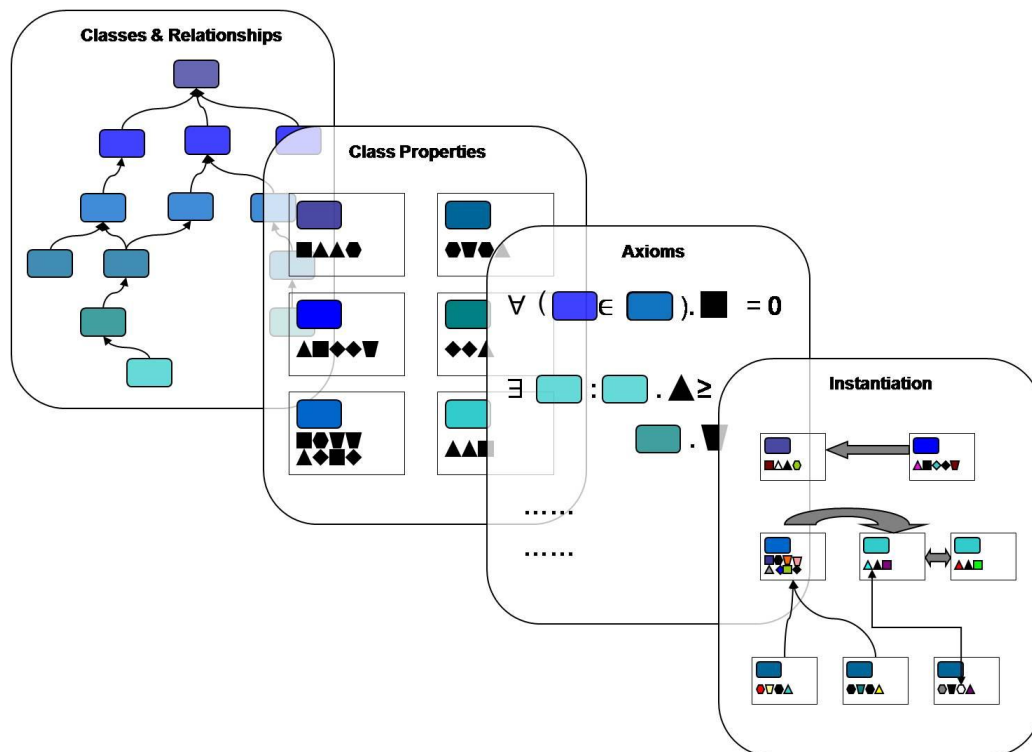 Classes & Relationships
Class Properties
Axioms
∀ ( ∈ ). = 0
∃ : . ≥
.
......
......
Instantiation